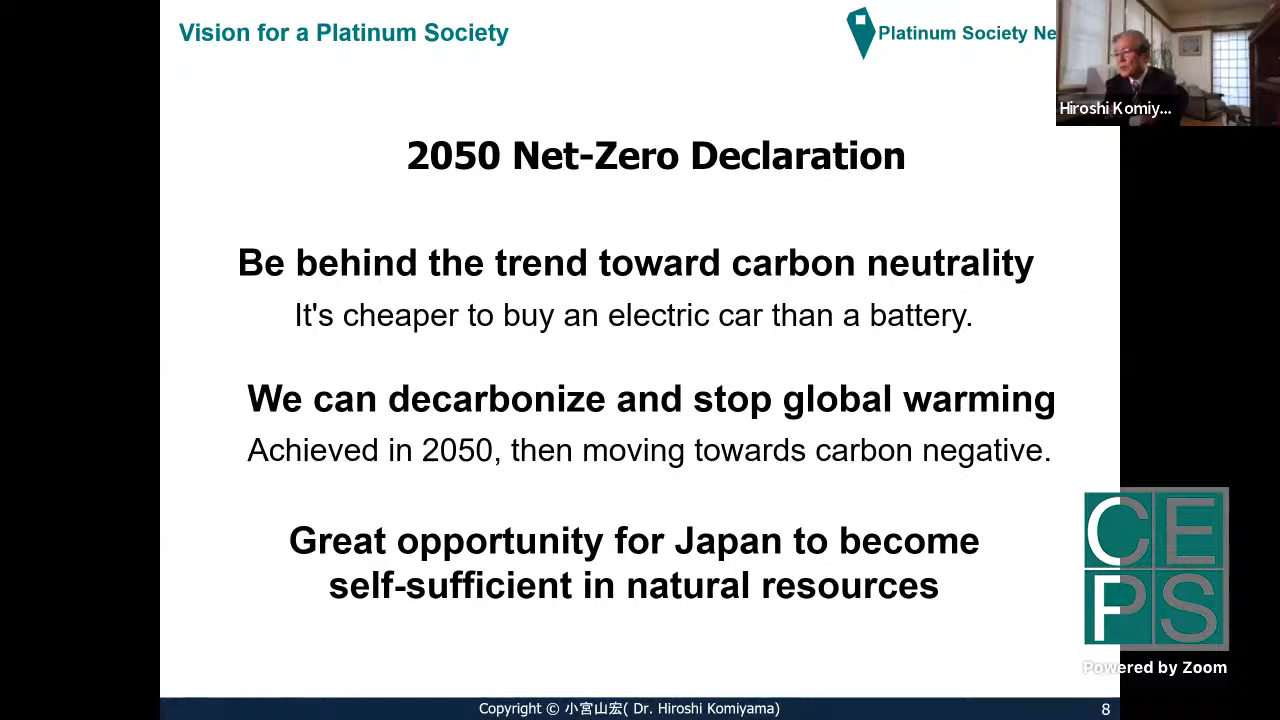 Vision for a Platinum Society
Platinum Society Ne
Hiroshi Komiy...
2050 Net-Zero Declaration
Be behind the trend toward carbon neutrality
It's cheaper to buy an electric car than a battery.
We can decarbonize and stop global warming
Achieved in 2050, then moving towards carbon negative.
Great opportunity for Japan to become
self-sufficient in natural resources
CE
PS
Powered by Zoom
Copyright © 小宮山宏( Dr. Hiroshi Komiyama)
8